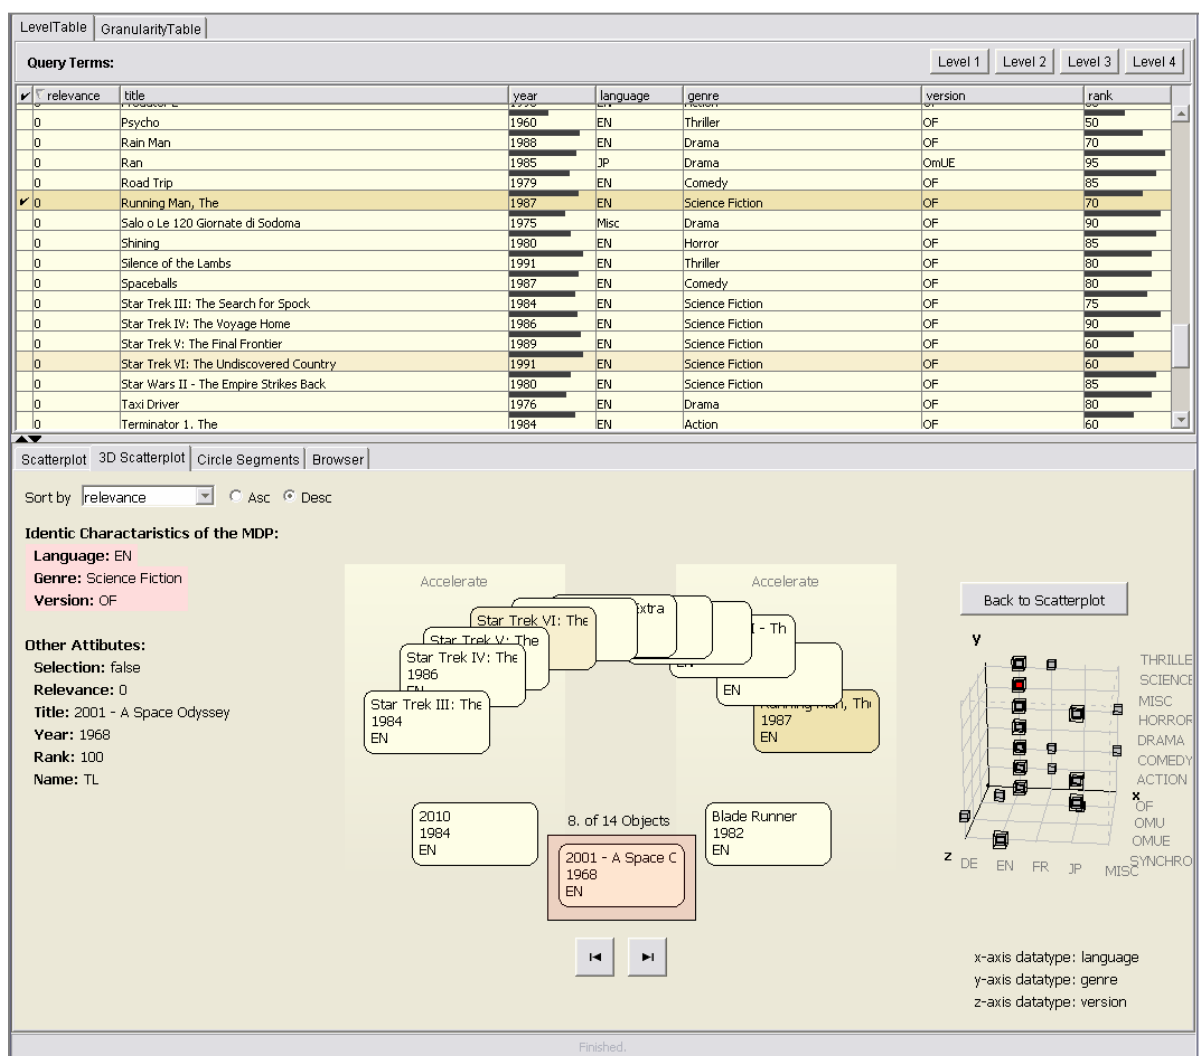 LevelTable GranularityTable
Query Terms: Level 1 Level 2 Level 3 Level 4
relevance title year language genre version rank
0 Psycho 1960 EN Thriller OF 50
0 Rain Man 1988 EN Drama OF 70
0 Ran 1985 JP Drama OmUE 95
0 Road Trip 1979 EN Comedy OF 85
0 Running Man, The 1987 EN Science Fiction OF 70
0 Salo o Le 120 Giornate di Sodoma 1975 Misc Drama OF 90
0 Shining 1980 EN Horror OF 85
0 Silence of the Lambs 1991 EN Thriller OF 80
0 Spaceballs 1987 EN Comedy OF 80
0 Star Trek III: The Search for Spock 1984 EN Science Fiction OF 75
0 Star Trek IV: The Voyage Home 1986 EN Science Fiction OF 90
0 Star Trek V: The Final Frontier 1989 EN Science Fiction OF 60
0 Star Trek VI: The Undiscovered Country 1991 EN Science Fiction OF 60
0 Star Wars II - The Empire Strikes Back 1980 EN Science Fiction OF 85
0 Taxi Driver 1976 EN Drama OF 80
0 Terminator 1. The 1984 EN Action OF 60
Scatterplot 3D Scatterplot Circle Segments Browser
Sort by relevance Asc Desc
Identic Charactaristics of the MDP:
Language: EN
Genre: Science Fiction
Version: OF
Other Attibutes:
Selection: false
Relevance: 0
Title: 2001 - A Space Odyssey
Year: 1968
Rank: 100
Name: TL
Accelerate
Accelerate
Extra
Star Trek VI: The
Star Trek V: The
Star Trek IV: The
1986
EN
Star Trek III: The
1984
EN
I - Th
EN
EN
Running Man, The
1987
EN
2010
1984
EN
8. of 14 Objects
2001 - A Space O
1968
EN
Blade Runner
1982
EN
Back to Scatterplot
y
THRILLE
SCIENCE
MISC
HORROR
DRAMA
COMEDY
ACTION
x
OF
OMU
OMUE
SYNCHRO
z DE EN FR JP MISC
x-axis datatype: language
y-axis datatype: genre
z-axis datatype: version
Finished.